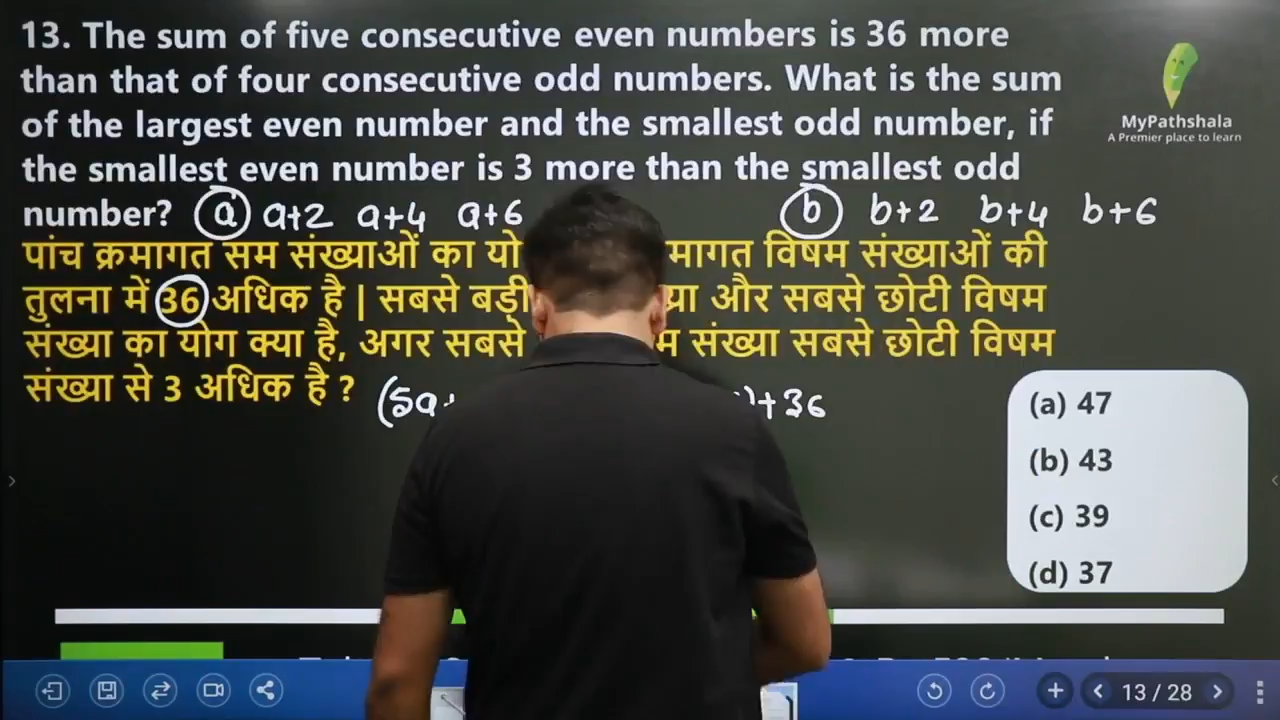 13. The sum of five consecutive even numbers is 36 more
than that of four consecutive odd numbers. What is the sum
of the largest even number and the smallest odd number, if
the smallest even number is 3 more than the smallest odd
number? a a+2 a+4 a+6 b b+2 b+4 b+6
पांच क्रमागत सम संख्याओं का यो मागत विषम संख्याओं की
तुलना में 36 अधिक है | सबसे बड़ी और सबसे छोटी विषम
संख्या का योग क्या है, अगर सबसे संख्या सबसे छोटी विषम
संख्या से 3 अधिक है ? (5a+ )+36
MyPathshala
A Premier place to learn
(a) 47
(b) 43
(c) 39
(d) 37
13 / 28